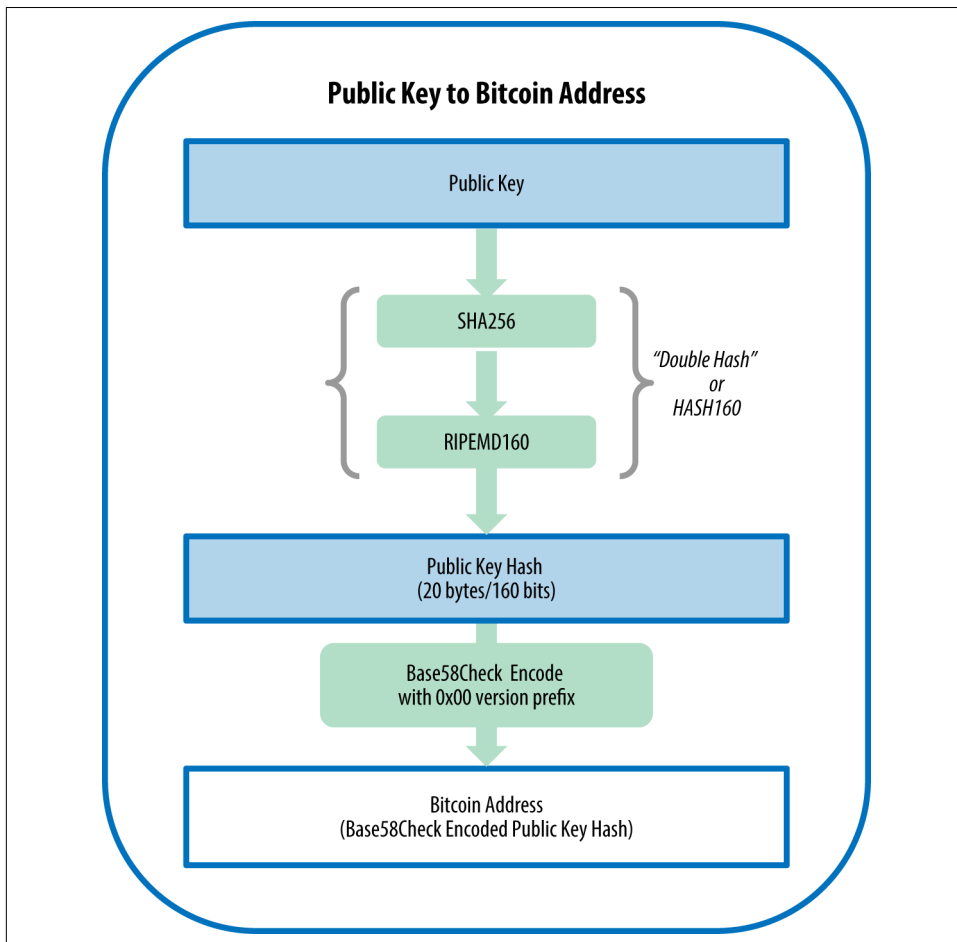 Public Key to Bitcoin Address
Public Key
SHA256
“Double Hash”
or
HASH160
RIPEMD160
Public Key Hash
(20 bytes/160 bits)
Base58Check Encode
with 0x00 version prefix
Bitcoin Address
(Base58Check Encoded Public Key Hash)